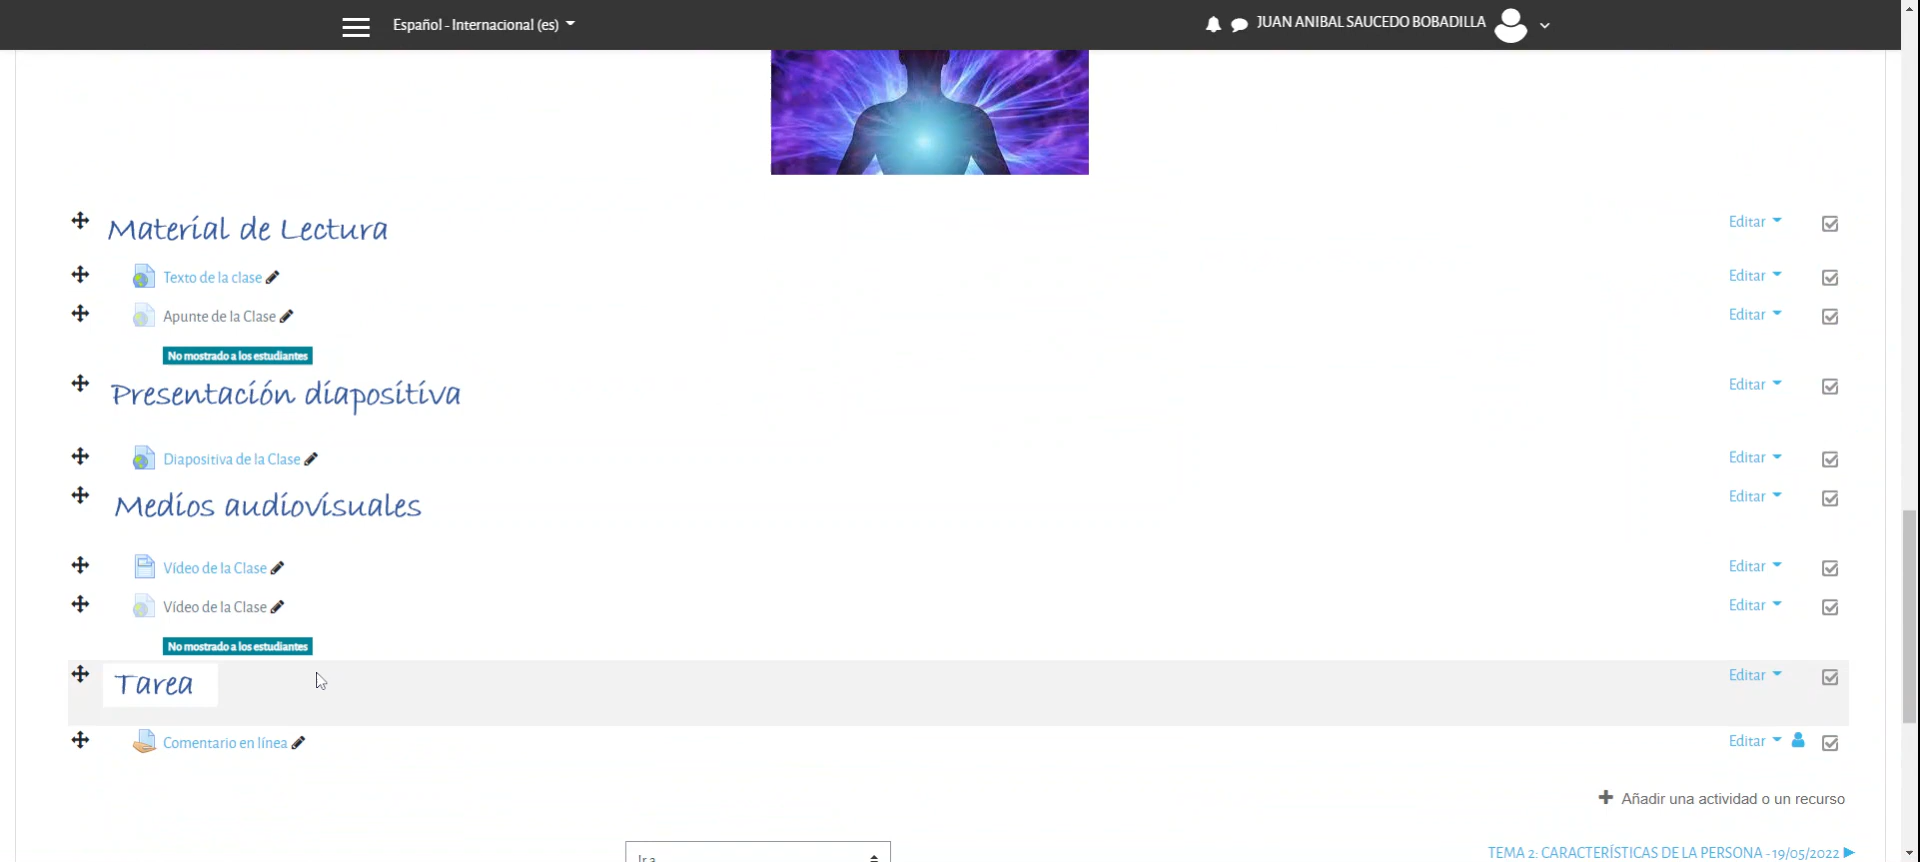 Español - Internacional (es)
JUAN ANIBAL SAUCEDO BOBADILLA
Material de Lectura
Editar
Texto de la clase
Editar
Apunte de la Clase
Editar
No mostrado a los estudiantes
Presentación diapositiva
Editar
Diapositiva de la Clase
Editar
Medios audiovisuales
Editar
Vídeo de la Clase
Editar
Vídeo de la Clase
Editar
No mostrado a los estudiantes
Tarea
Editar
Comentario en línea
Editar
Añadir una actividad o un recurso
Ir a
TEMA 2: CARACTERÍSTICAS DE LA PERSONA - 19/05/2022